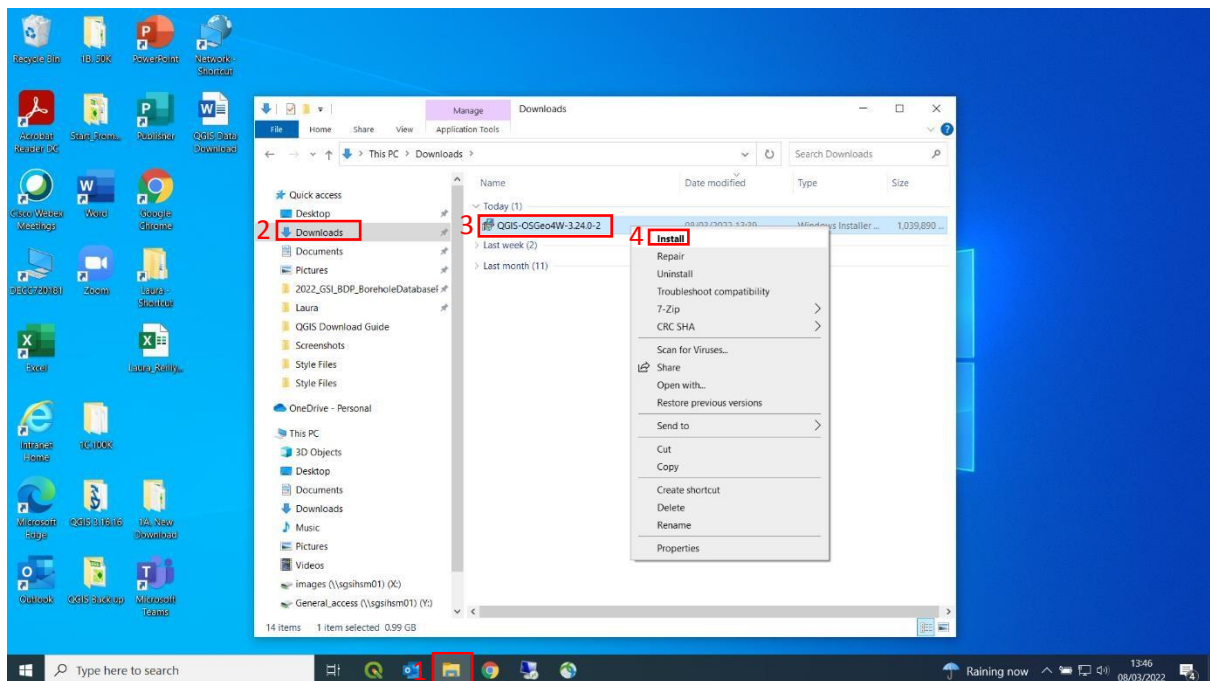 Recycle Bin
1B_50K
PowerPoint
Network - Shortcut
Acrobat Reader DC
Publisher
QGIS Data Download
Cisco Webex Meetings
Word
Google Chrome
Zoom
Laura - Shortcut
Excel
Intranet Home
Microsoft Edge
QGIS 3.16.16
1A. New Download
Outlook
QGIS Back up
Microsoft Teams
Manage
Downloads
File
Home
Share
View
Application Tools
This PC > Downloads >
Search Downloads
Name
Date modified
Type
Size
Quick access
Desktop
2
Downloads
Documents
Pictures
2022_GSI_BDP_BoreholeDatabaseF
Laura
QGIS Download Guide
Screenshots
Style Files
Style Files
OneDrive - Personal
This PC
3D Objects
Desktop
Documents
Downloads
Music
Pictures
Videos
images (\\sgsihsm01) (X:)
General_access (\\sgsihsm01) (Y:)
Today (1)
3
QGIS-OSGeo4W-3.24.0-2
Windows Installer ...
1,039,890 ...
Last week (2)
Last month (11)
4
Install
Repair
Uninstall
Troubleshoot compatibility
7-Zip
CRC SHA
Scan for Viruses...
Share
Open with...
Restore previous versions
Send to
Cut
Copy
Create shortcut
Delete
Rename
Properties
14 items
1 item selected 0.99 GB
Type here to search
1
Raining now
13:46
08/03/2022
4